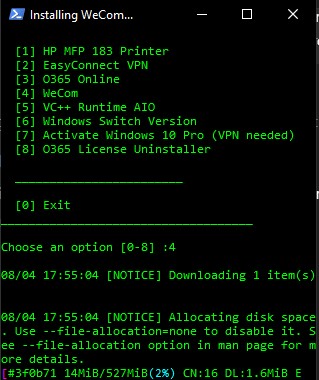 Installing WeCom...
[1] HP MFP 183 Printer
[2] EasyConnect VPN
[3] O365 Online
[4] WeCom
[5] VC++ Runtime AIO
[6] Windows Switch Version
[7] Activate Windows 10 Pro (VPN needed)
[8] O365 License Uninstaller
[0] Exit
Choose an option [0-8] :4
08/04 17:55:04 [NOTICE] Downloading 1 item(s)
08/04 17:55:04 [NOTICE] Allocating disk space
. Use --file-allocation=none to disable it. S
ee --file-allocation option in man page for m
ore details.
[#3f0b71 14MiB/527MiB(2%) CN:16 DL:1.6MiB E